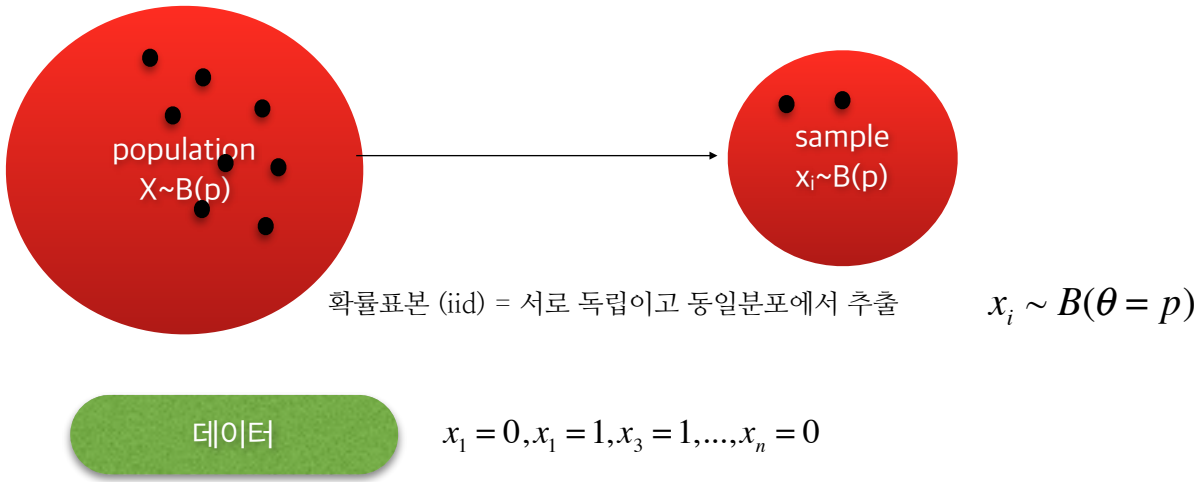 population
X~B(p)
sample
xᵢ~B(p)
확률표본 (iid) = 서로 독립이고 동일분포에서 추출
xᵢ ~ B(θ = p)
데이터
x₁ = 0, x₁ = 1, x₃ = 1,..., xₙ = 0